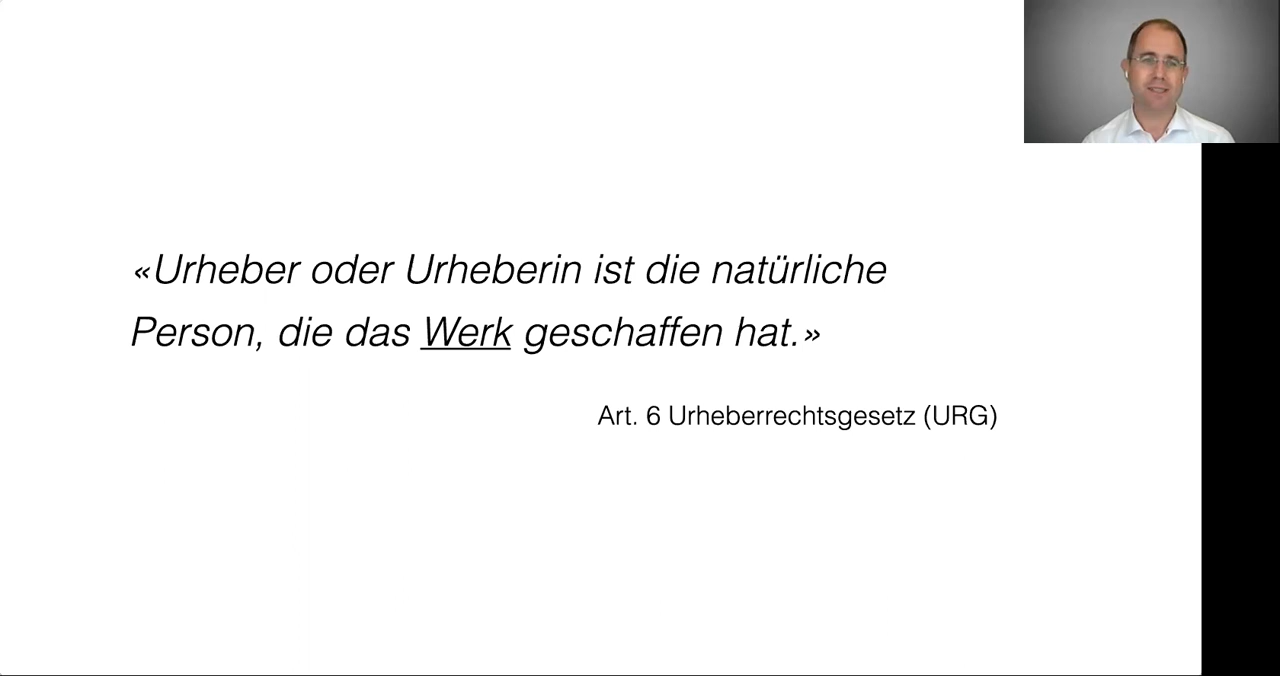 «Urheber oder Urheberin ist die natürliche
Person, die das Werk geschaffen hat.»
Art. 6 Urheberrechtsgesetz (URG)